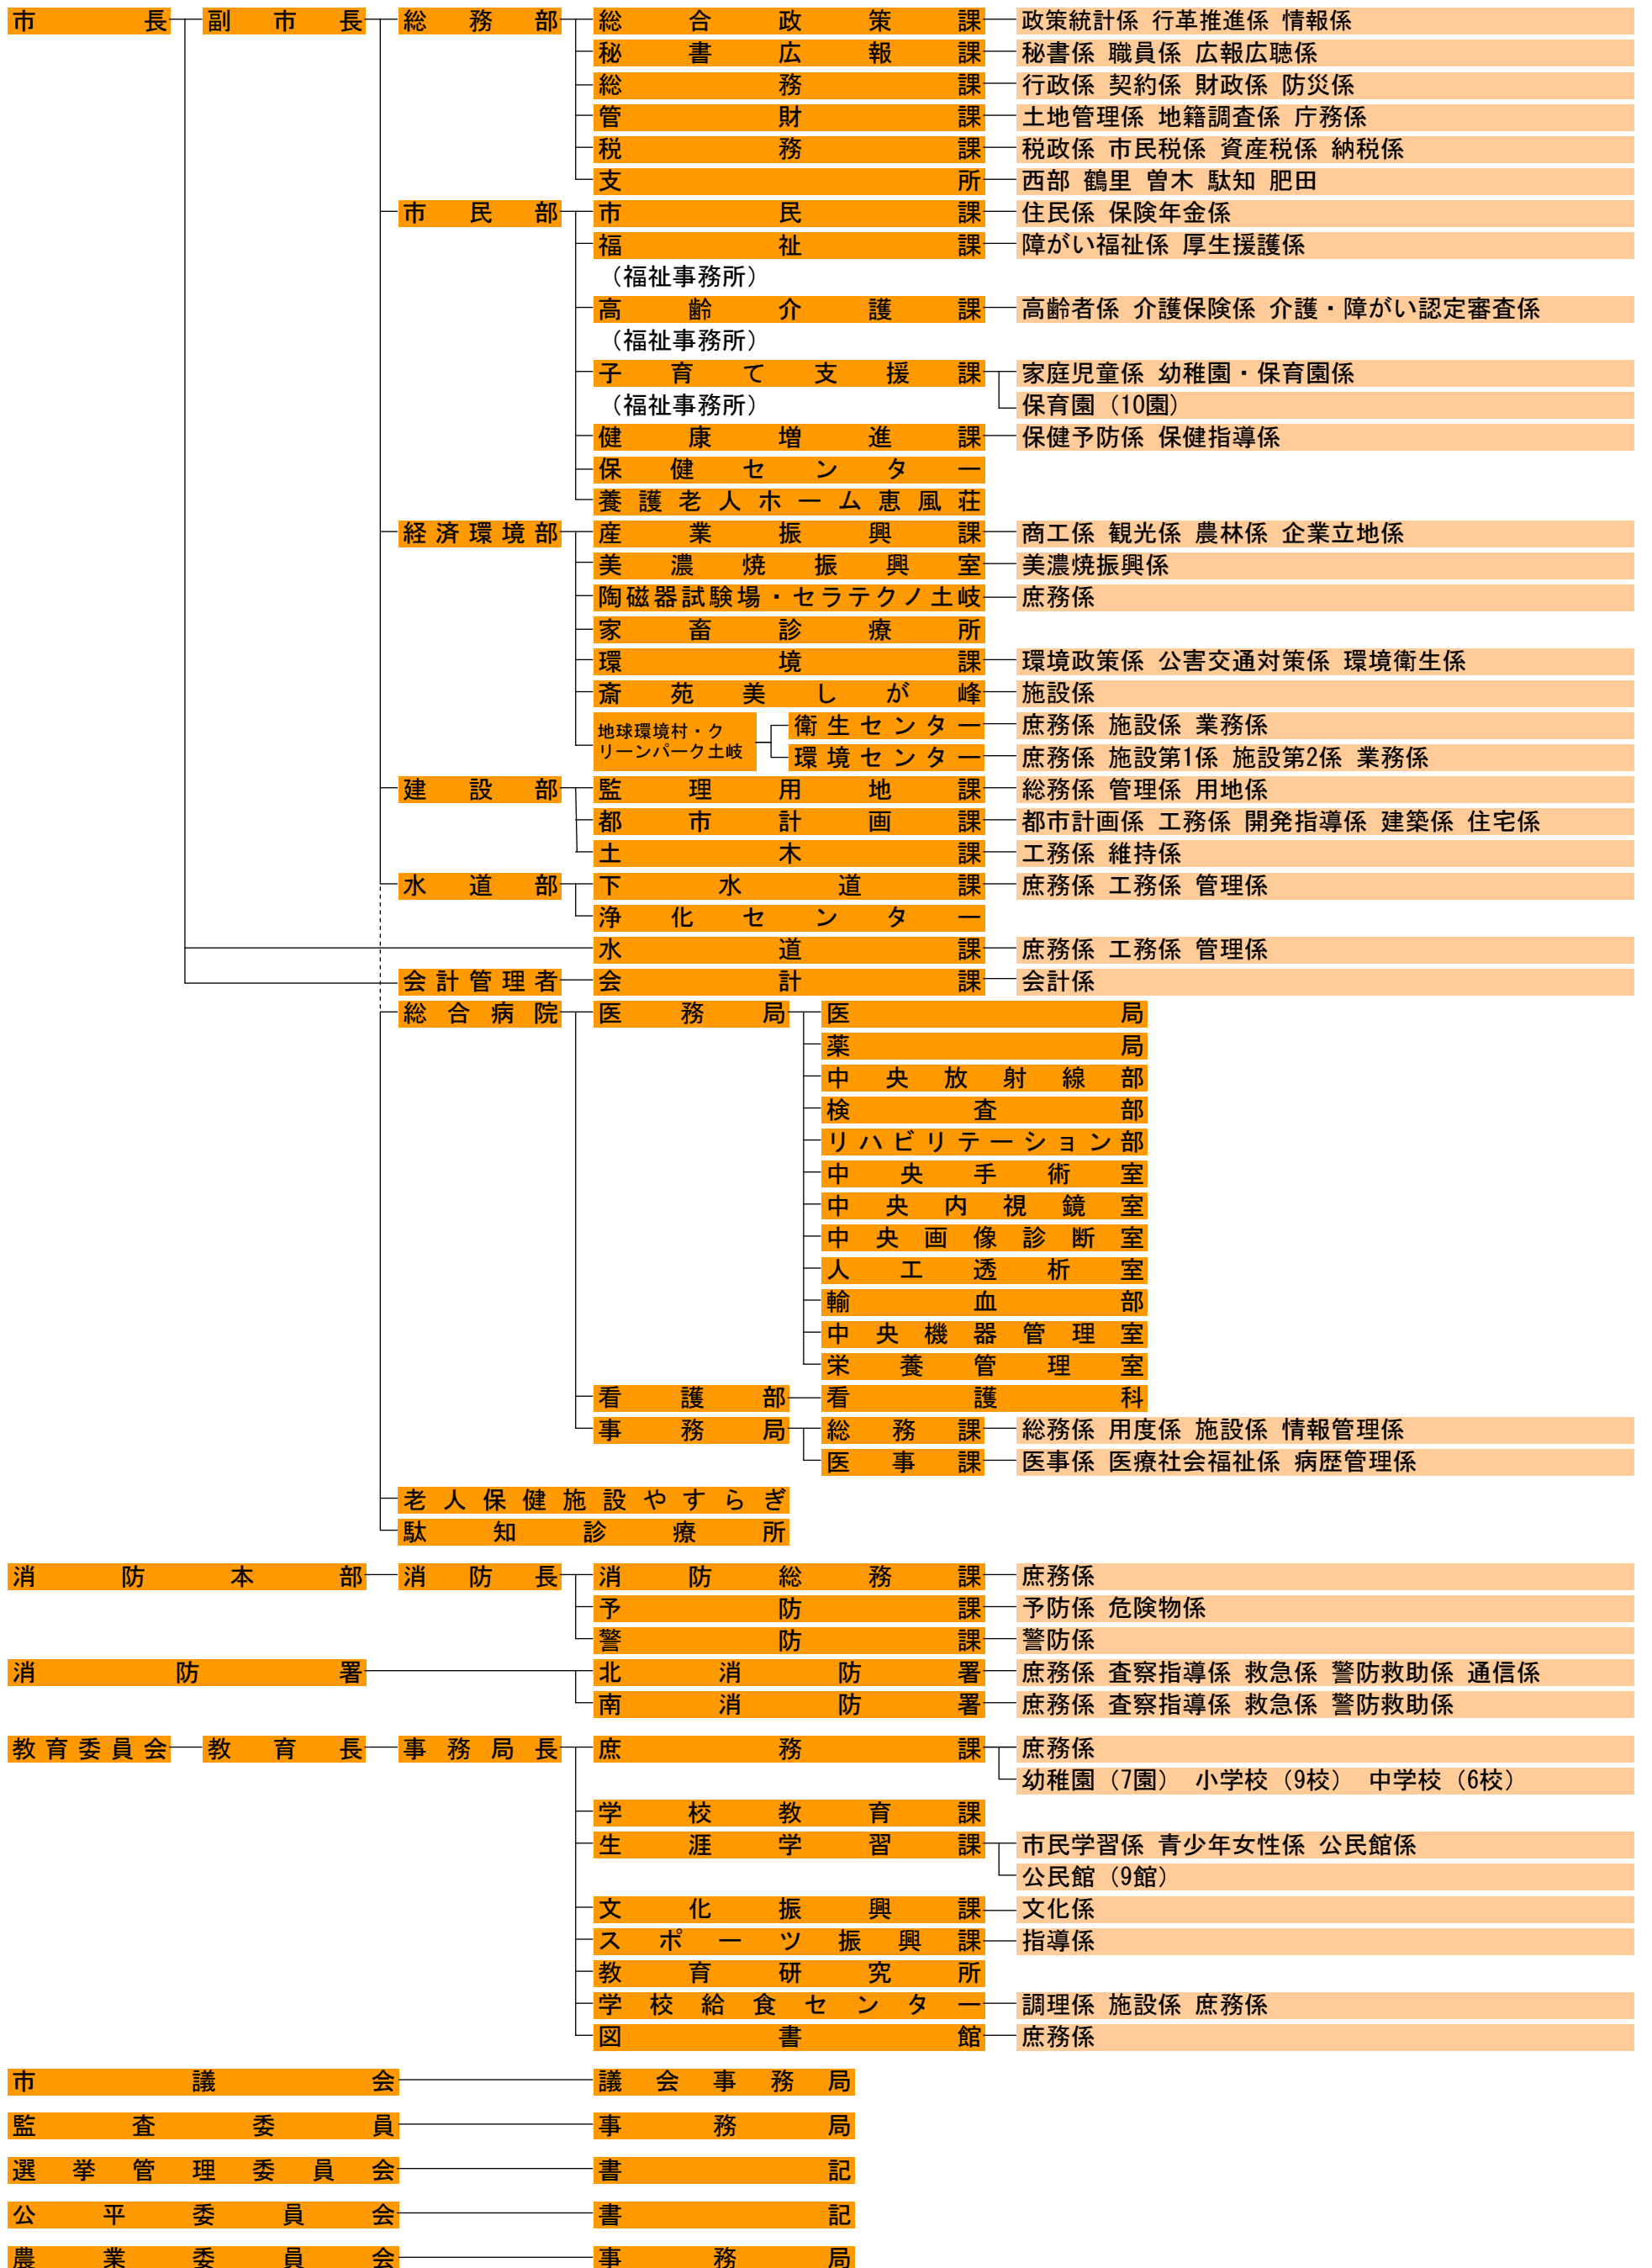 市長 副市長 総務部 総合政策課 政策統計係 行革推進係 情報係
秘書広報課 秘書係 職員係 広報広聴係
総務課 行政係 契約係 財政係 防災係
管財課 土地管理係 地籍調査係 庁務係
税務課 税政係 市民税係 資産税係 納税係
支所 西部 鶴里 曽木 駄知 肥田
市民部 市民課 住民係 保険年金係
福祉課 障がい福祉係 厚生援護係
（福祉事務所）
高齢介護課 高齢者係 介護保険係 介護・障がい認定審査係
（福祉事務所）
子育て支援課 家庭児童係 幼稚園・保育園係
（福祉事務所） 保育園（10園）
健康増進課 保健予防係 保健指導係
保健センター
養護老人ホーム恵風荘
経済環境部 産業振興課 商工係 観光係 農林係 企業立地係
美濃焼振興室 美濃焼振興係
陶磁器試験場・セラテクノ土岐 庶務係
家畜診療所
環境課 環境政策係 公害交通対策係 環境衛生係
斎苑美しが峰 施設係
地球環境村・ク
リーンパーク土岐
衛生センター 庶務係 施設係 業務係
環境センター 庶務係 施設第1係 施設第2係 業務係
建設部 監理用地課 総務係 管理係 用地係
都市計画課 都市計画係 工務係 開発指導係 建築係 住宅係
土木課 工務係 維持係
水道部 下水道課 庶務係 工務係 管理係
浄化センター
水道課 庶務係 工務係 管理係
会計管理者 会計課 会計係
総合病院 医務局 医局
薬局
中央放射線部
検査部
リハビリテーション部
中央手術室
中央内視鏡室
中央画像診断室
人工透析室
輸血部
中央機器管理室
栄養管理室
看護部 看護科
事務局 総務課 総務係 用度係 施設係 情報管理係
医事課 医事係 医療社会福祉係 病歴管理係
老人保健施設やすらぎ
駄知診療所
消防本部 消防長 消防総務課 庶務係
予防課 予防係 危険物係
警防課 警防係
消防署 北消防署 庶務係 査察指導係 救急係 警防救助係 通信係
南消防署 庶務係 査察指導係 救急係 警防救助係
教育委員会 教育長 事務局長 庶務課 庶務係
幼稚園（7園） 小学校（9校） 中学校（6校）
学校教育課
生涯学習課 市民学習係 青少年女性係 公民館係
公民館（9館）
文化振興課 文化係
スポーツ振興課 指導係
教育研究所
学校給食センター 調理係 施設係 庶務係
図書館 庶務係
市議会 議会事務局
監査委員 事務局
選挙管理委員会 書記
公平委員会 書記
農業委員会 事務局